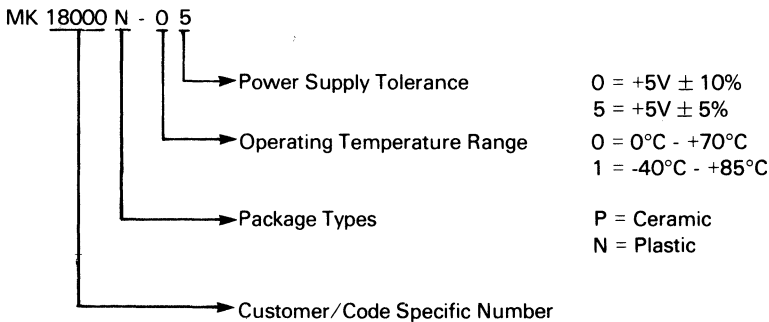 MK 18000 N - 0 5
Power Supply Tolerance 0 = +5V ± 10%
5 = +5V ± 5%
Operating Temperature Range 0 = 0°C - +70°C
1 = -40°C - +85°C
Package Types P = Ceramic
N = Plastic
Customer/Code Specific Number